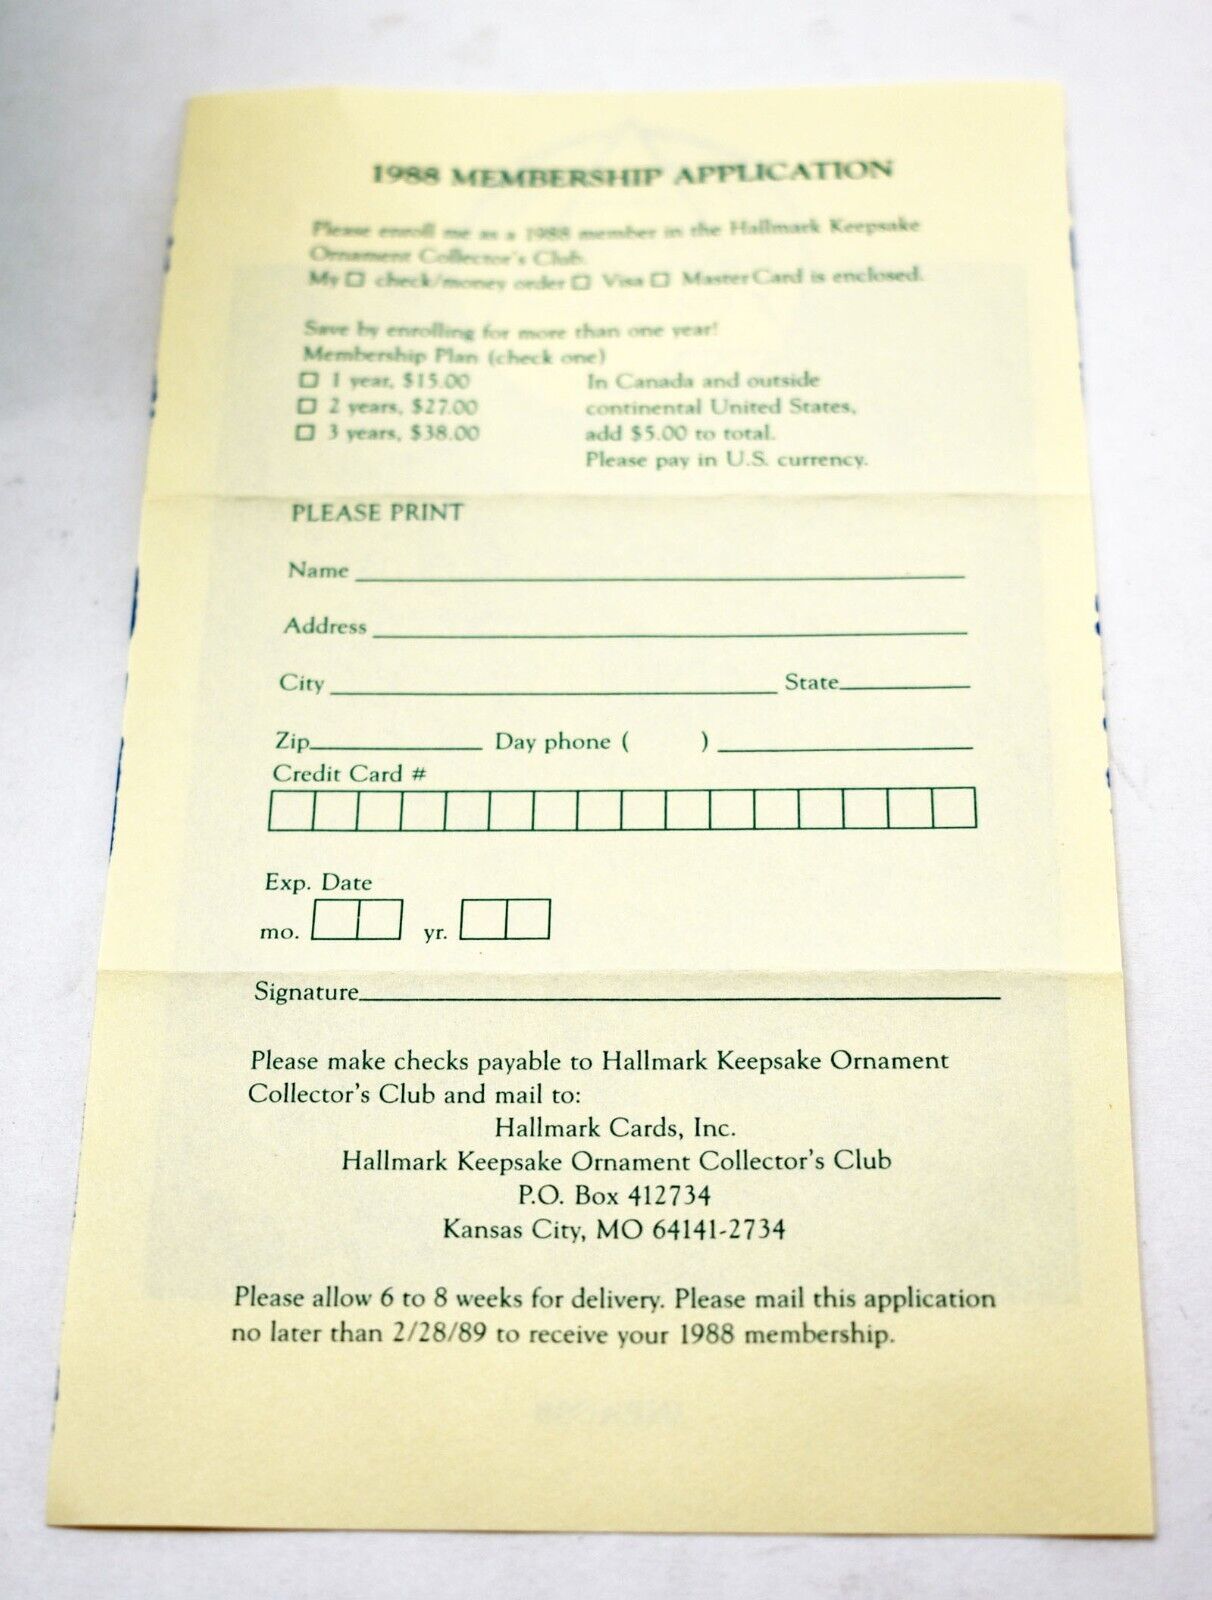 1988 MEMBERSHIP APPLICATION
Please enroll me as a 1988 member in the Hallmark Keepsake
Ornament Collector's Club.
My ☐ check/money order ☐ Visa ☐ MasterCard is enclosed.
Save by enrolling for more than one year!
Membership Plan (check one)
☐ 1 year, $15.00
☐ 2 years, $27.00
☐ 3 years, $38.00
In Canada and outside
continental United States,
add $5.00 to total.
Please pay in U.S. currency.
PLEASE PRINT
Name
Address
City State
Zip Day phone ( )
Credit Card #
Exp. Date
mo. yr.
Signature
Please make checks payable to Hallmark Keepsake Ornament
Collector's Club and mail to:
Hallmark Cards, Inc.
Hallmark Keepsake Ornament Collector's Club
P.O. Box 412734
Kansas City, MO 64141-2734
Please allow 6 to 8 weeks for delivery. Please mail this application
no later than 2/28/89 to receive your 1988 membership.